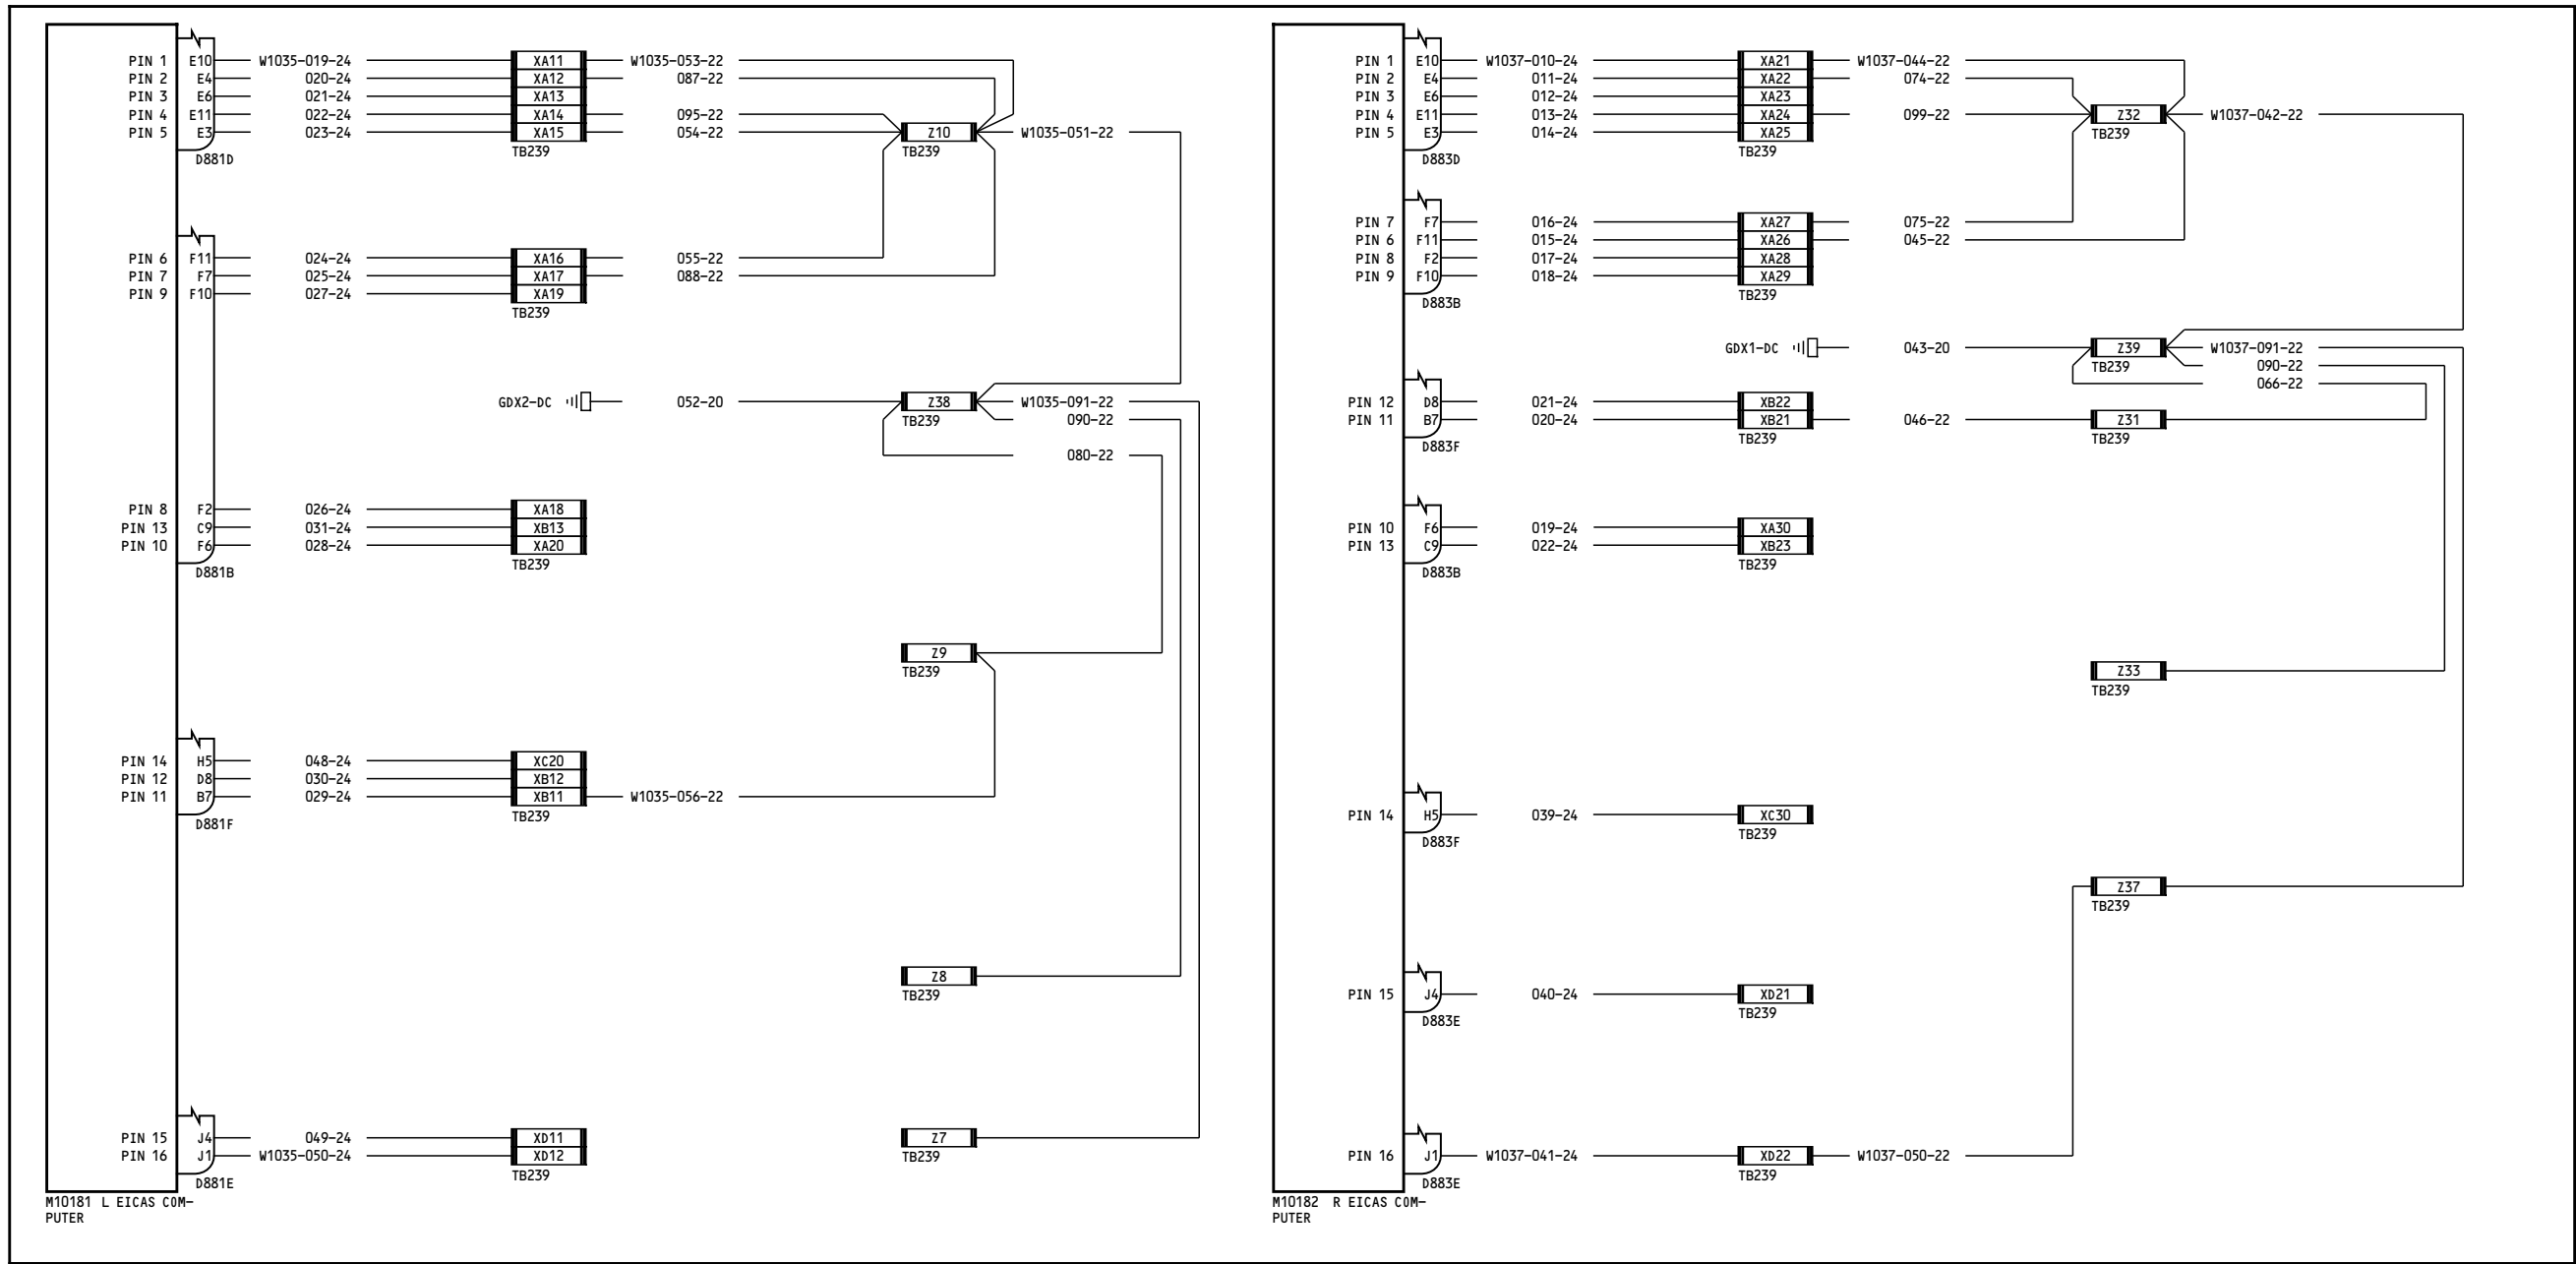 PIN 1 E10 W1035-019-24 XA11 W1035-053-22
PIN 2 E4 020-24 XA12 087-22
PIN 3 E6 021-24 XA13
PIN 4 E11 022-24 XA14 095-22
PIN 5 E3 023-24 XA15 054-22 Z10 W1035-051-22
D881D TB239 TB239
PIN 6 F11 024-24 XA16 055-22
PIN 7 F7 025-24 XA17 088-22
PIN 9 F10 027-24 XA19
TB239
GDX2-DC 052-20 Z38 W1035-091-22
TB239 090-22
080-22
PIN 8 F2 026-24 XA18
PIN 13 C9 031-24 XB13
PIN 10 F6 028-24 XA20
D881B TB239
Z9
TB239
PIN 14 H5 048-24 XC20
PIN 12 D8 030-24 XB12
PIN 11 B7 029-24 XB11 W1035-056-22
D881F TB239
Z8
TB239
PIN 15 J4 049-24 XD11 Z7
PIN 16 J1 W1035-050-24 XD12 TB239
D881E TB239
M10181 L EICAS COM-
PUTER
PIN 1 E10 W1037-010-24 XA21 W1037-044-22
PIN 2 E4 011-24 XA22 074-22
PIN 3 E6 012-24 XA23
PIN 4 E11 013-24 XA24 099-22 Z32 W1037-042-22
PIN 5 E3 014-24 XA25 TB239
D883D TB239
PIN 7 F7 016-24 XA27 075-22
PIN 6 F11 015-24 XA26 045-22
PIN 8 F2 017-24 XA28
PIN 9 F10 018-24 XA29
D883B TB239
GDX1-DC 043-20 Z39 W1037-091-22
TB239 090-22
066-22
PIN 12 D8 021-24 XB22
PIN 11 B7 020-24 XB21 046-22 Z31
D883F TB239 TB239
PIN 10 F6 019-24 XA30
PIN 13 C9 022-24 XB23
D883B TB239
Z33
TB239
PIN 14 H5 039-24 XC30
D883F TB239
Z37
TB239
PIN 15 J4 040-24 XD21
D883E TB239
PIN 16 J1 W1037-041-24 XD22 W1037-050-22
D883E TB239
M10182 R EICAS COM-
PUTER